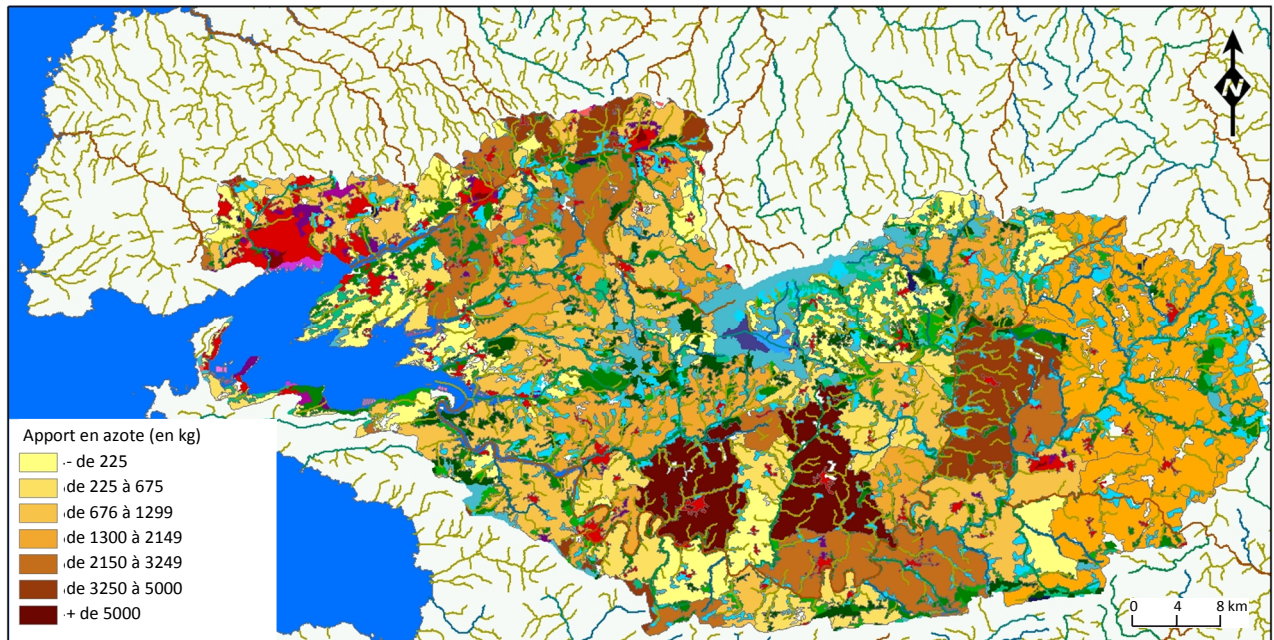 N
Apport en azote (en kg)
- de 225
de 225 à 675
de 676 à 1299
de 1300 à 2149
de 2150 à 3249
de 3250 à 5000
+ de 5000
0 4 8 km